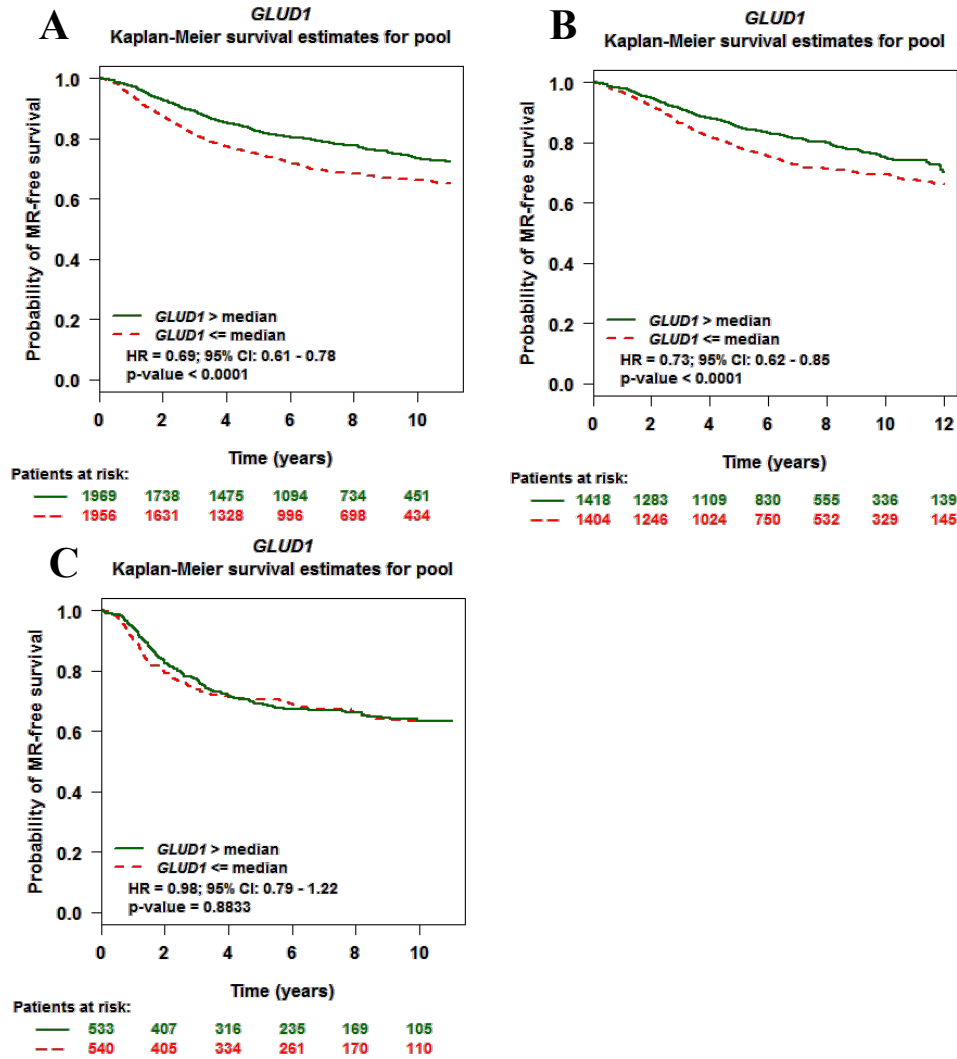 A
GLUD1
Kaplan-Meier survival estimates for pool
Probability of MR-free survival
1.0
0.8
0.6
0.4
0.2
0.0
GLUD1 > median
GLUD1 <= median
HR = 0.69; 95% CI: 0.61 - 0.78
p-value < 0.0001
0 2 4 6 8 10
Time (years)
Patients at risk:
1969 1738 1475 1094 734 451
1956 1631 1328 996 698 434
B
GLUD1
Kaplan-Meier survival estimates for pool
Probability of MR-free survival
1.0
0.8
0.6
0.4
0.2
0.0
GLUD1 > median
GLUD1 <= median
HR = 0.73; 95% CI: 0.62 - 0.85
p-value < 0.0001
0 2 4 6 8 10 12
Time (years)
Patients at risk:
1418 1283 1109 830 555 336 139
1404 1246 1024 750 532 329 145
C
GLUD1
Kaplan-Meier survival estimates for pool
Probability of MR-free survival
1.0
0.8
0.6
0.4
0.2
0.0
GLUD1 > median
GLUD1 <= median
HR = 0.98; 95% CI: 0.79 - 1.22
p-value = 0.8833
0 2 4 6 8 10
Time (years)
Patients at risk:
533 407 316 235 169 105
540 405 334 261 170 110